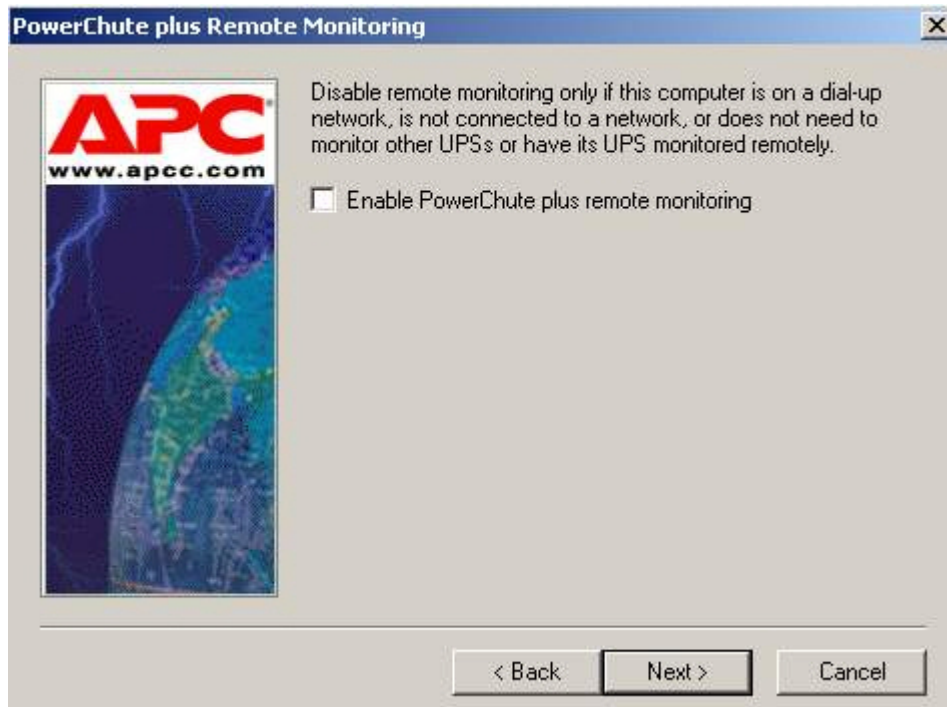 PowerChute plus Remote Monitoring
APC
www.apcc.com
Disable remote monitoring only if this computer is on a dial-up
network, is not connected to a network, or does not need to
monitor other UPSs or have its UPS monitored remotely.
Enable PowerChute plus remote monitoring
< Back
Next >
Cancel